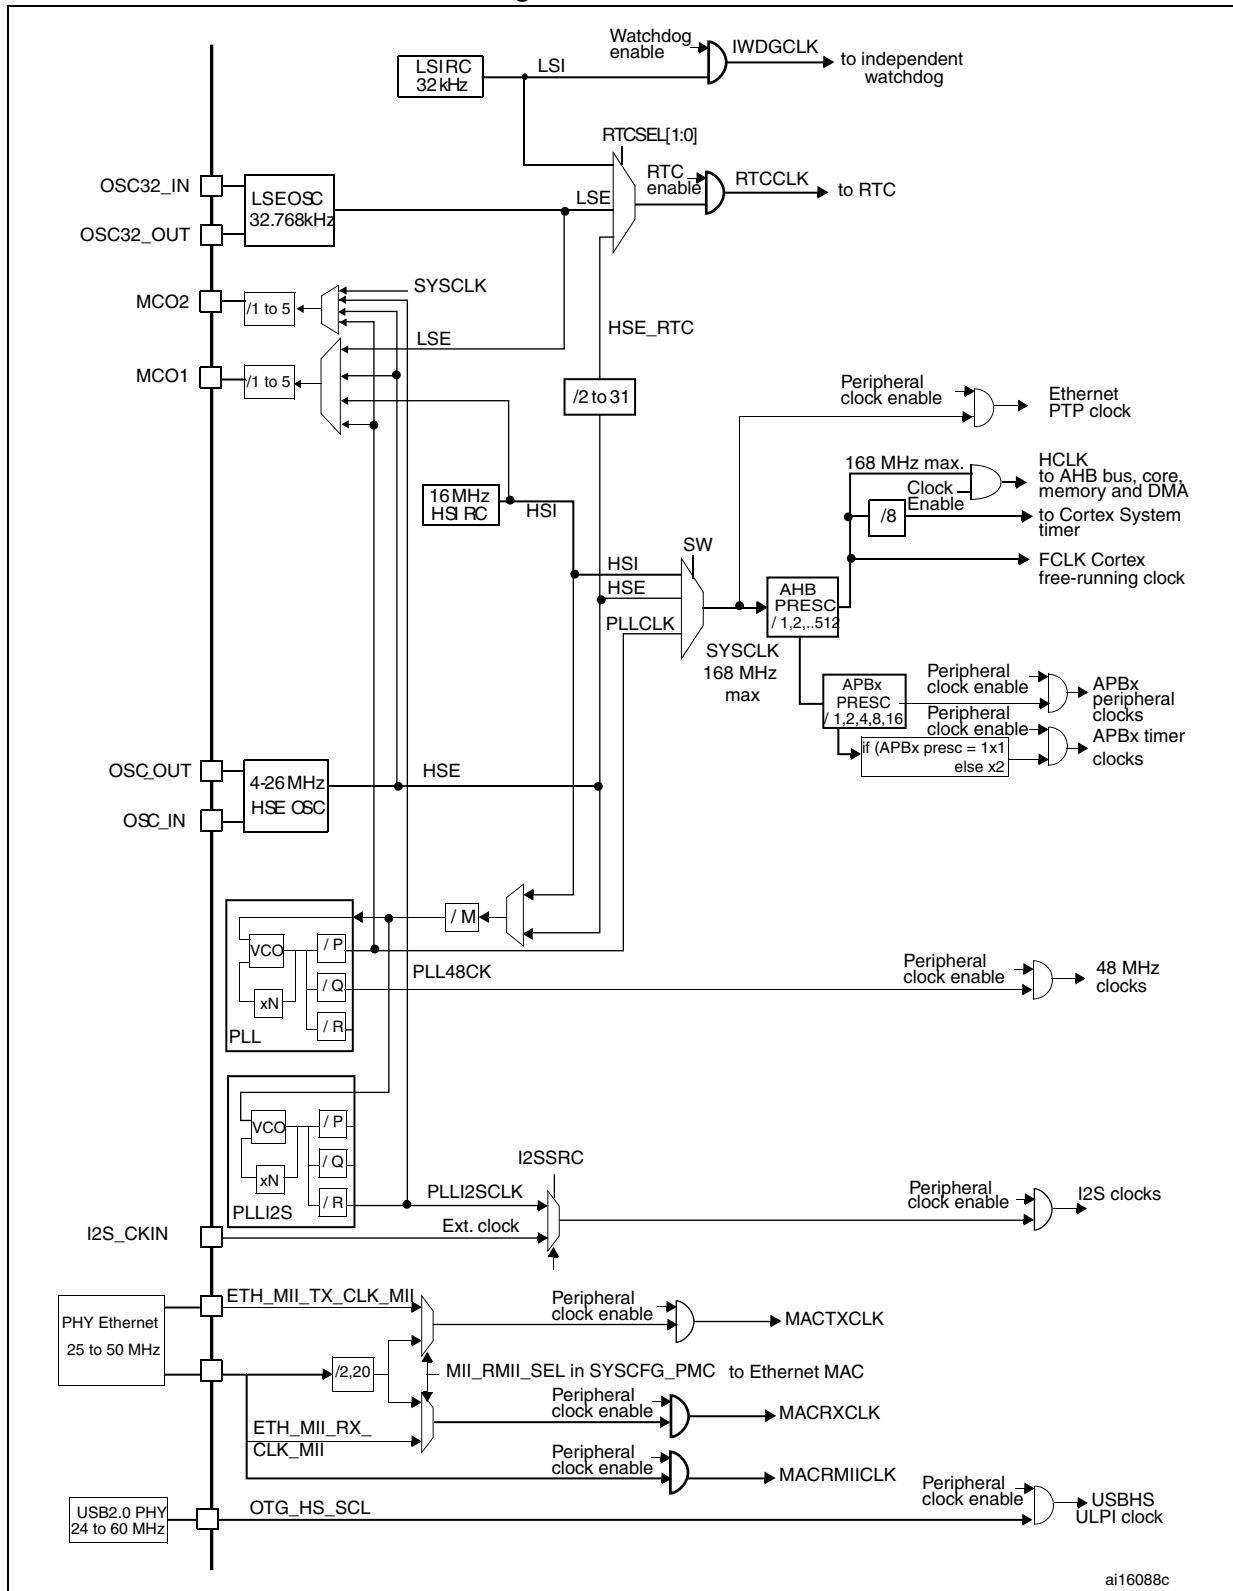 Watchdog
enable
IWDGCLK
to independent
watchdog
LSI RC
32 kHz
LSI
RTCSEL[1:0]
OSC32_IN
OSC32_OUT
LSE OSC
32.768kHz
LSE
RTC
enable
RTCCLK
to RTC
MCO2
/1 to 5
SYSCLK
MCO1
/1 to 5
LSE
HSE_RTC
/2 to 31
Peripheral
clock enable
Ethernet
PTP clock
16 MHz
HSI RC
HSI
168 MHz max.
Clock
Enable
HCLK
to AHB bus, core,
memory and DMA
/8
to Cortex System
timer
FCLK Cortex
free-running clock
SW
HSI
HSE
PLLCLK
SYSCLK
168 MHz
max
AHB
PRESC
/ 1,2,..512
APBx
PRESC
/ 1,2,4,8,16
Peripheral
clock enable
APBx
peripheral
clocks
Peripheral
clock enable
if (APBx presc = 1x1
else x2
APBx timer
clocks
OSC_OUT
OSC_IN
4-26 MHz
HSE OSC
HSE
/ M
VCO
xN
/ P
/ Q
/ R
PLL
PLL48CK
Peripheral
clock enable
48 MHz
clocks
VCO
xN
/ P
/ Q
/ R
PLLI2S
PLLI2SCLK
I2SSRC
Peripheral
clock enable
I2S clocks
I2S_CKIN
Ext. clock
PHY Ethernet
25 to 50 MHz
ETH_MII_TX_CLK_MII
Peripheral
clock enable
MACTXCLK
/2,20
MII_RMII_SEL in SYSCFG_PMC
to Ethernet MAC
ETH_MII_RX_
CLK_MII
Peripheral
clock enable
MACRXCLK
Peripheral
clock enable
MACRMIICLK
USB2.0 PHY
24 to 60 MHz
OTG_HS_SCL
Peripheral
clock enable
USBHS
ULPI clock
ai16088c